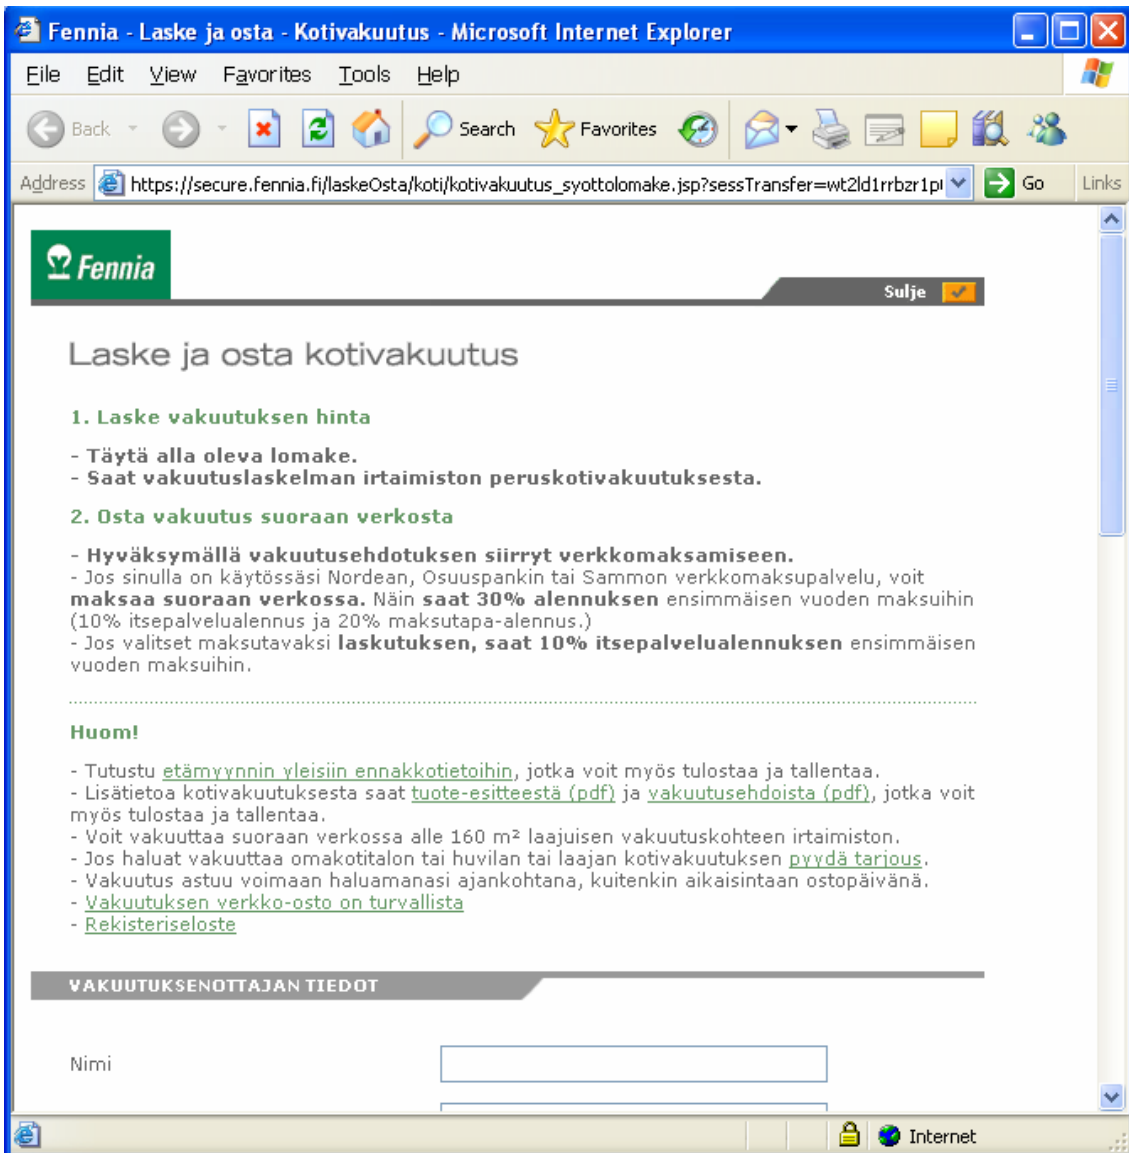 Fennia - Laske ja osta - Kotivakuutus - Microsoft Internet Explorer
File Edit View Favorites Tools Help
Back Search Favorites
Address https://secure.fennia.fi/laskeOsta/koti/kotivakuutus_syottolomake.jsp?sessTransfer=wt2ld1rrbzr1p Go Links
Fennia
Sulje
Laske ja osta kotivakuutus
1. Laske vakuutuksen hinta
- Täytä alla oleva lomake.
- Saat vakuutuslaskelman irtaimiston peruskotivakuutuksesta.
2. Osta vakuutus suoraan verkosta
- Hyväksymällä vakuutusehdotuksen siirryt verkkomaksamiseen.
- Jos sinulla on käytössäsi Nordean, Osuuspankin tai Sammon verkkomaksupalvelu, voit
maksaa suoraan verkossa. Näin saat 30% alennuksen ensimmäisen vuoden maksuihin
(10% itsepalvelualennus ja 20% maksutapa-alennus.)
- Jos valitset maksutavaksi laskutuksen, saat 10% itsepalvelualennuksen ensimmäisen
vuoden maksuihin.
Huom!
- Tutustu etämyynnin yleisiin ennakkotietoihin, jotka voit myös tulostaa ja tallentaa.
- Lisätietoa kotivakuutuksesta saat tuote-esitteestä (pdf) ja vakuutusehdoista (pdf), jotka voit
myös tulostaa ja tallentaa.
- Voit vakuuttaa suoraan verkossa alle 160 m² laajuisen vakuutuskohteen irtaimiston.
- Jos haluat vakuuttaa omakotitalon tai huvilan tai laajan kotivakuutuksen pyydä tarjous.
- Vakuutus astuu voimaan haluamanasi ajankohtana, kuitenkin aikaisintaan ostopäivänä.
- Vakuutuksen verkko-osto on turvallista
- Rekisteriseloste
VAKUUTUKSENOTTAJAN TIEDOT
Nimi
Internet